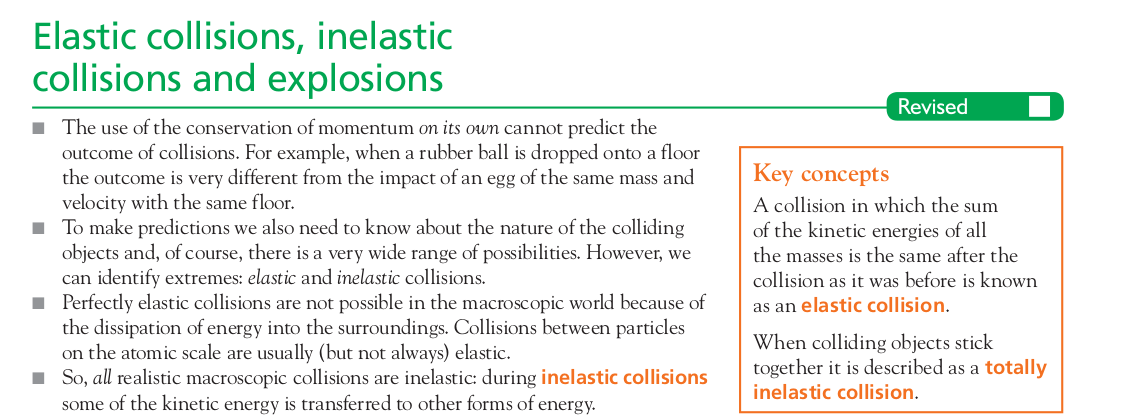 Elastic collisions, inelastic
collisions and explosions
Revised
■ The use of the conservation of momentum on its own cannot predict the
outcome of collisions. For example, when a rubber ball is dropped onto a floor
the outcome is very different from the impact of an egg of the same mass and
velocity with the same floor.
■ To make predictions we also need to know about the nature of the colliding
objects and, of course, there is a very wide range of possibilities. However, we
can identify extremes: elastic and inelastic collisions.
■ Perfectly elastic collisions are not possible in the macroscopic world because of
the dissipation of energy into the surroundings. Collisions between particles
on the atomic scale are usually (but not always) elastic.
■ So, all realistic macroscopic collisions are inelastic: during inelastic collisions
some of the kinetic energy is transferred to other forms of energy.
Key concepts
A collision in which the sum
of the kinetic energies of all
the masses is the same after the
collision as it was before is known
as an elastic collision.
When colliding objects stick
together it is described as a totally
inelastic collision.